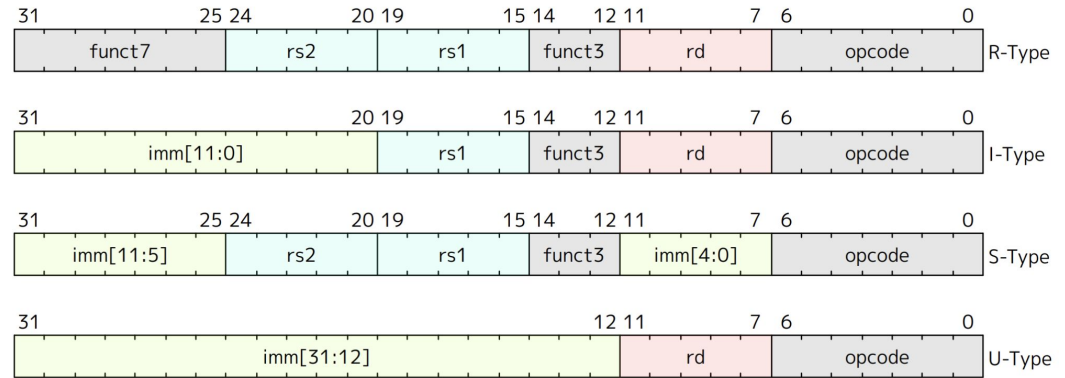 31 25 24 20 19 15 14 12 11 7 6 0
funct7 rs2 rs1 funct3 rd opcode R-Type
31 20 19 15 14 12 11 7 6 0
imm[11:0] rs1 funct3 rd opcode I-Type
31 25 24 20 19 15 14 12 11 7 6 0
imm[11:5] rs2 rs1 funct3 imm[4:0] opcode S-Type
31 12 11 7 6 0
imm[31:12] rd opcode U-Type